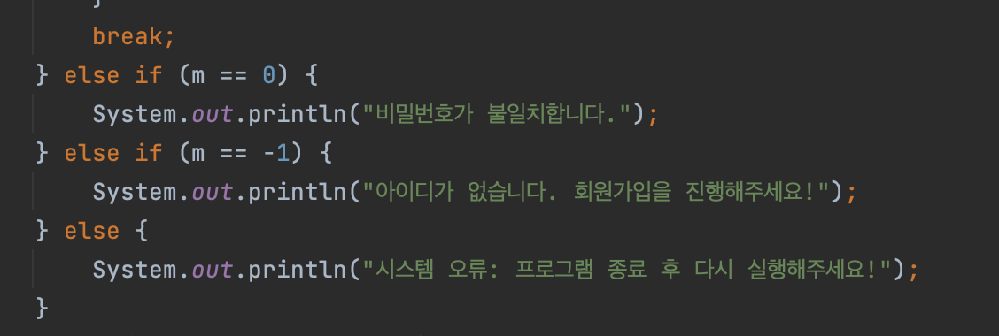 }
break;
} else if (m == 0) {
System.out.println("비밀번호가 불일치합니다.");
} else if (m == -1) {
System.out.println("아이디가 없습니다. 회원가입을 진행해주세요!");
} else {
System.out.println("시스템 오류: 프로그램 종료 후 다시 실행해주세요!");
}